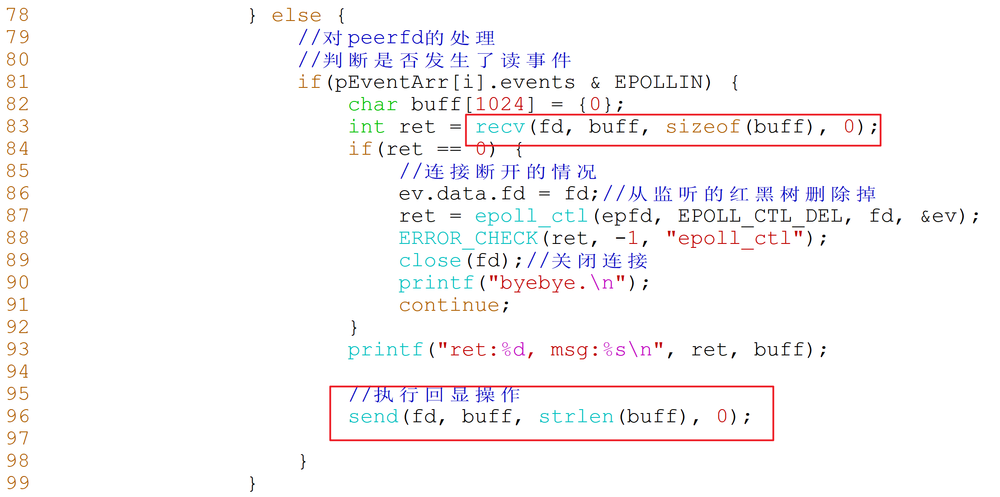 78 } else {
79 //对peerfd的处理
80 //判断是否发生了读事件
81 if(pEventArr[i].events & EPOLLIN) {
82 char buff[1024] = {0};
83 int ret = recv(fd, buff, sizeof(buff), 0);
84 if(ret == 0) {
85 //连接断开的情况
86 ev.data.fd = fd;//从监听的红黑树删除掉
87 ret = epoll_ctl(epfd, EPOLL_CTL_DEL, fd, &ev);
88 ERROR_CHECK(ret, -1, "epoll_ctl");
89 close(fd);//关闭连接
90 printf("byebye.\n");
91 continue;
92 }
93 printf("ret:%d, msg:%s\n", ret, buff);
94
95 //执行回显操作
96 send(fd, buff, strlen(buff), 0);
97
98 }
99 }